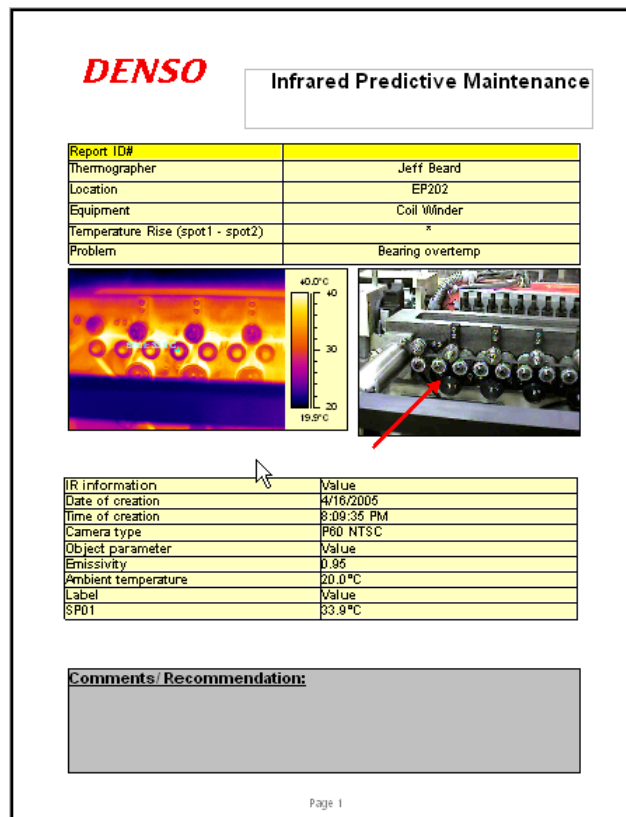 DENSO
Infrared Predictive Maintenance
Report ID#
Thermographer Jeff Beard
Location EP202
Equipment Coil Winder
Temperature Rise (spot1 - spot2) *
Problem Bearing overtemp
40.0°C
40
30
20
19.9°C
IR information Value
Date of creation 4/16/2005
Time of creation 8:09:35 PM
Camera type P60 NTSC
Object parameter Value
Emissivity 0.95
Ambient temperature 20.0°C
Label Value
SP01 33.9°C
Comments/Recommendation:
Page 1